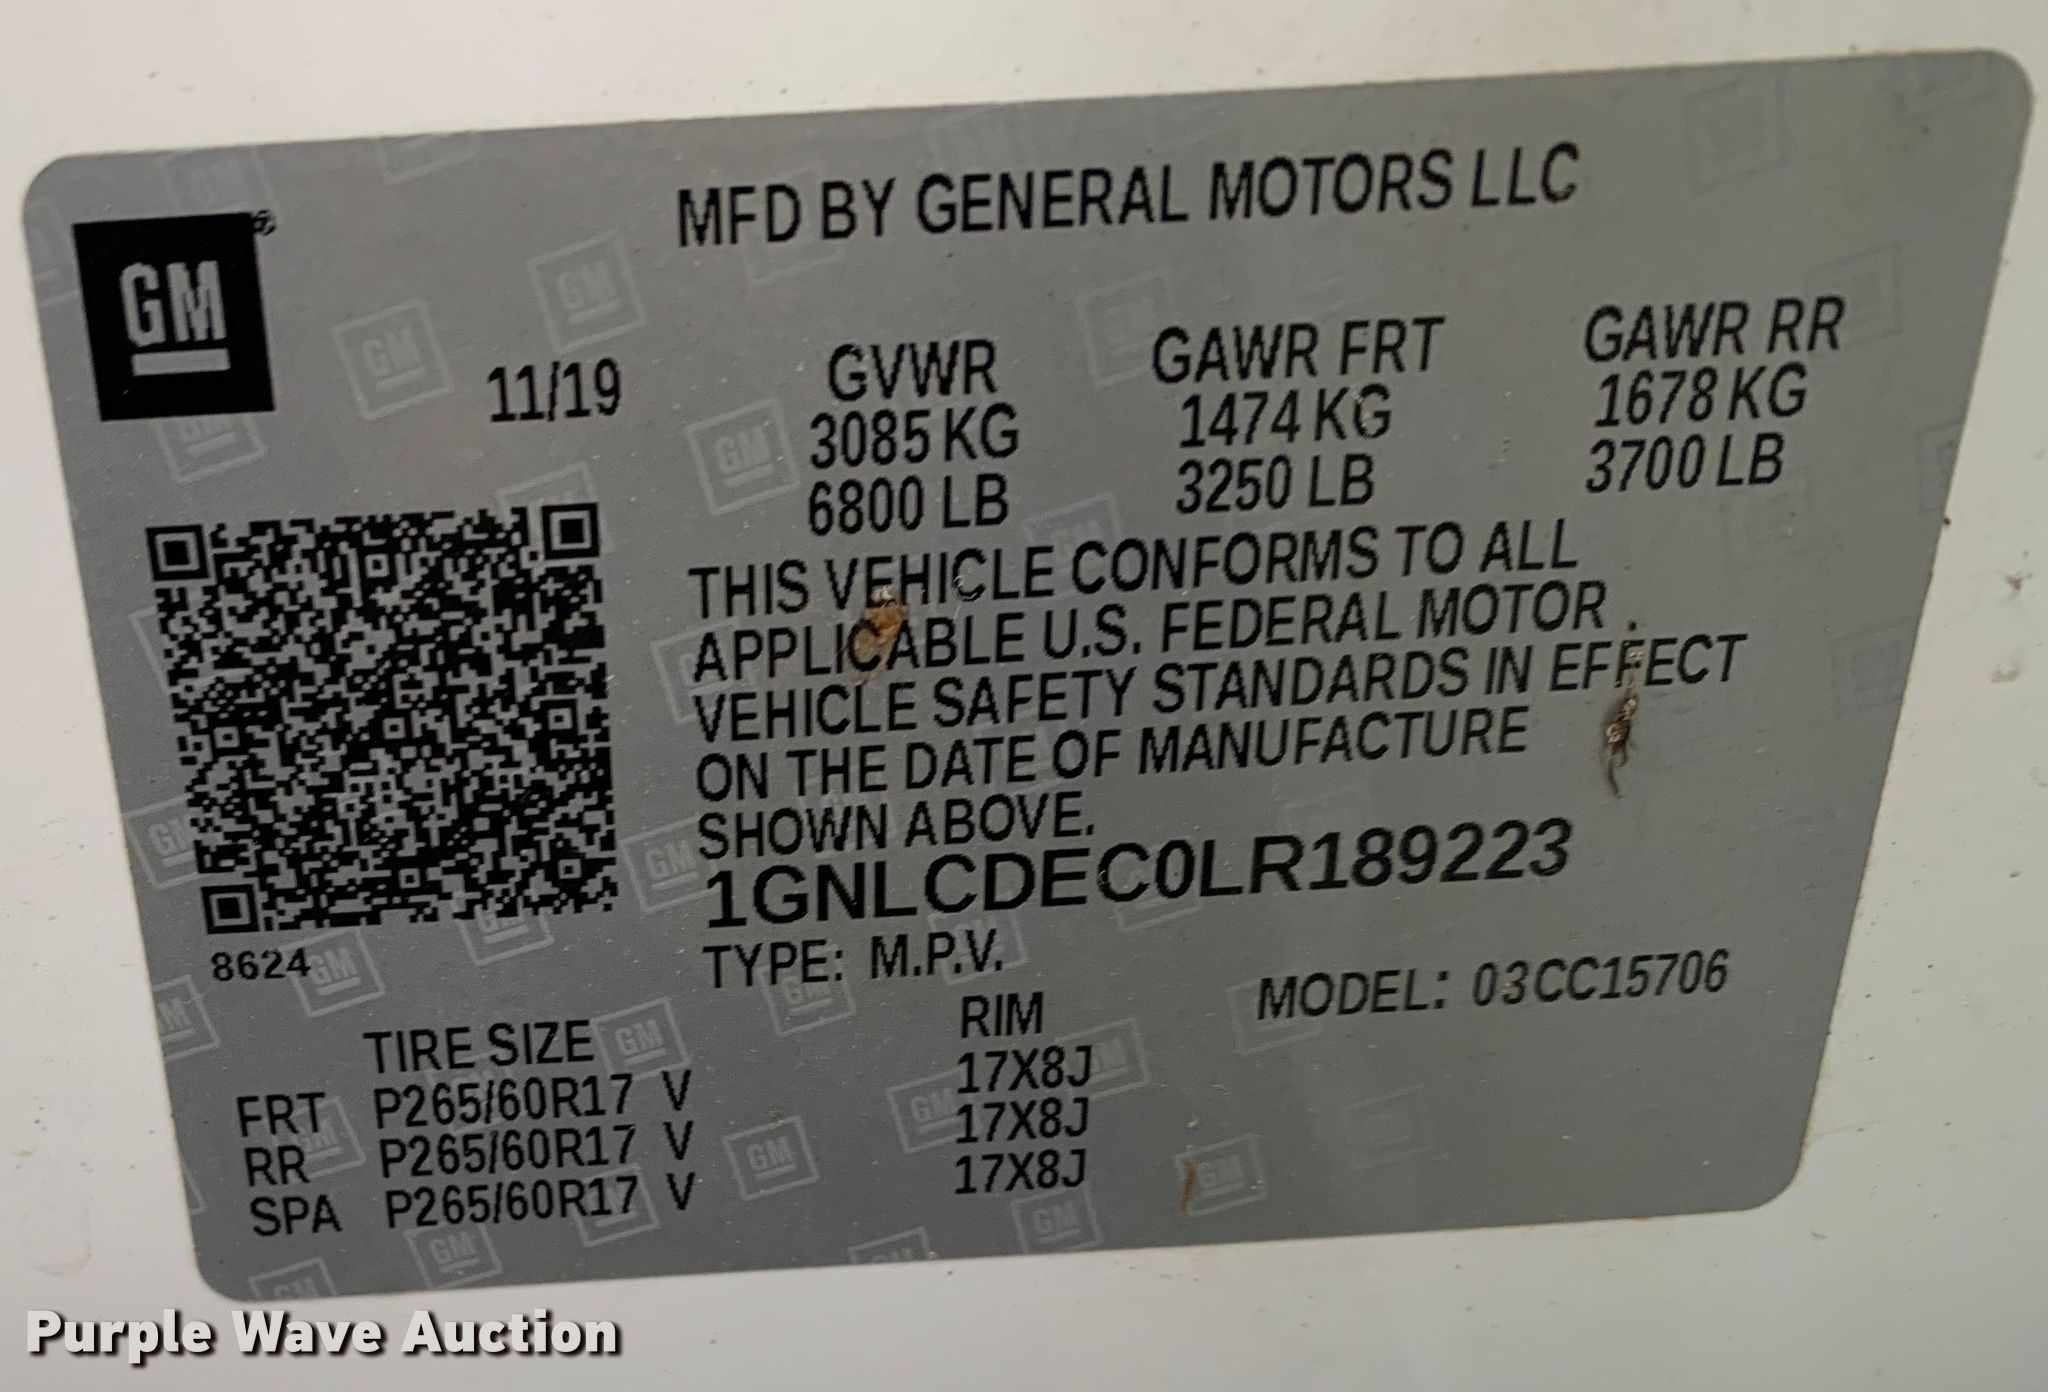 GM
MFD BY GENERAL MOTORS LLC
11/19
GVWR GAWR FRT GAWR RR
3085 KG 1474 KG 1678 KG
6800 LB 3250 LB 3700 LB
THIS VEHICLE CONFORMS TO ALL
APPLICABLE U.S. FEDERAL MOTOR
VEHICLE SAFETY STANDARDS IN EFFECT
ON THE DATE OF MANUFACTURE
SHOWN ABOVE.
1GNLCDEC0LR189223
8624
TYPE: M.P.V. MODEL: 03CC15706
TIRE SIZE RIM
FRT P265/60R17 V 17X8J
RR P265/60R17 V 17X8J
SPA P265/60R17 V 17X8J
Purple Wave Auction